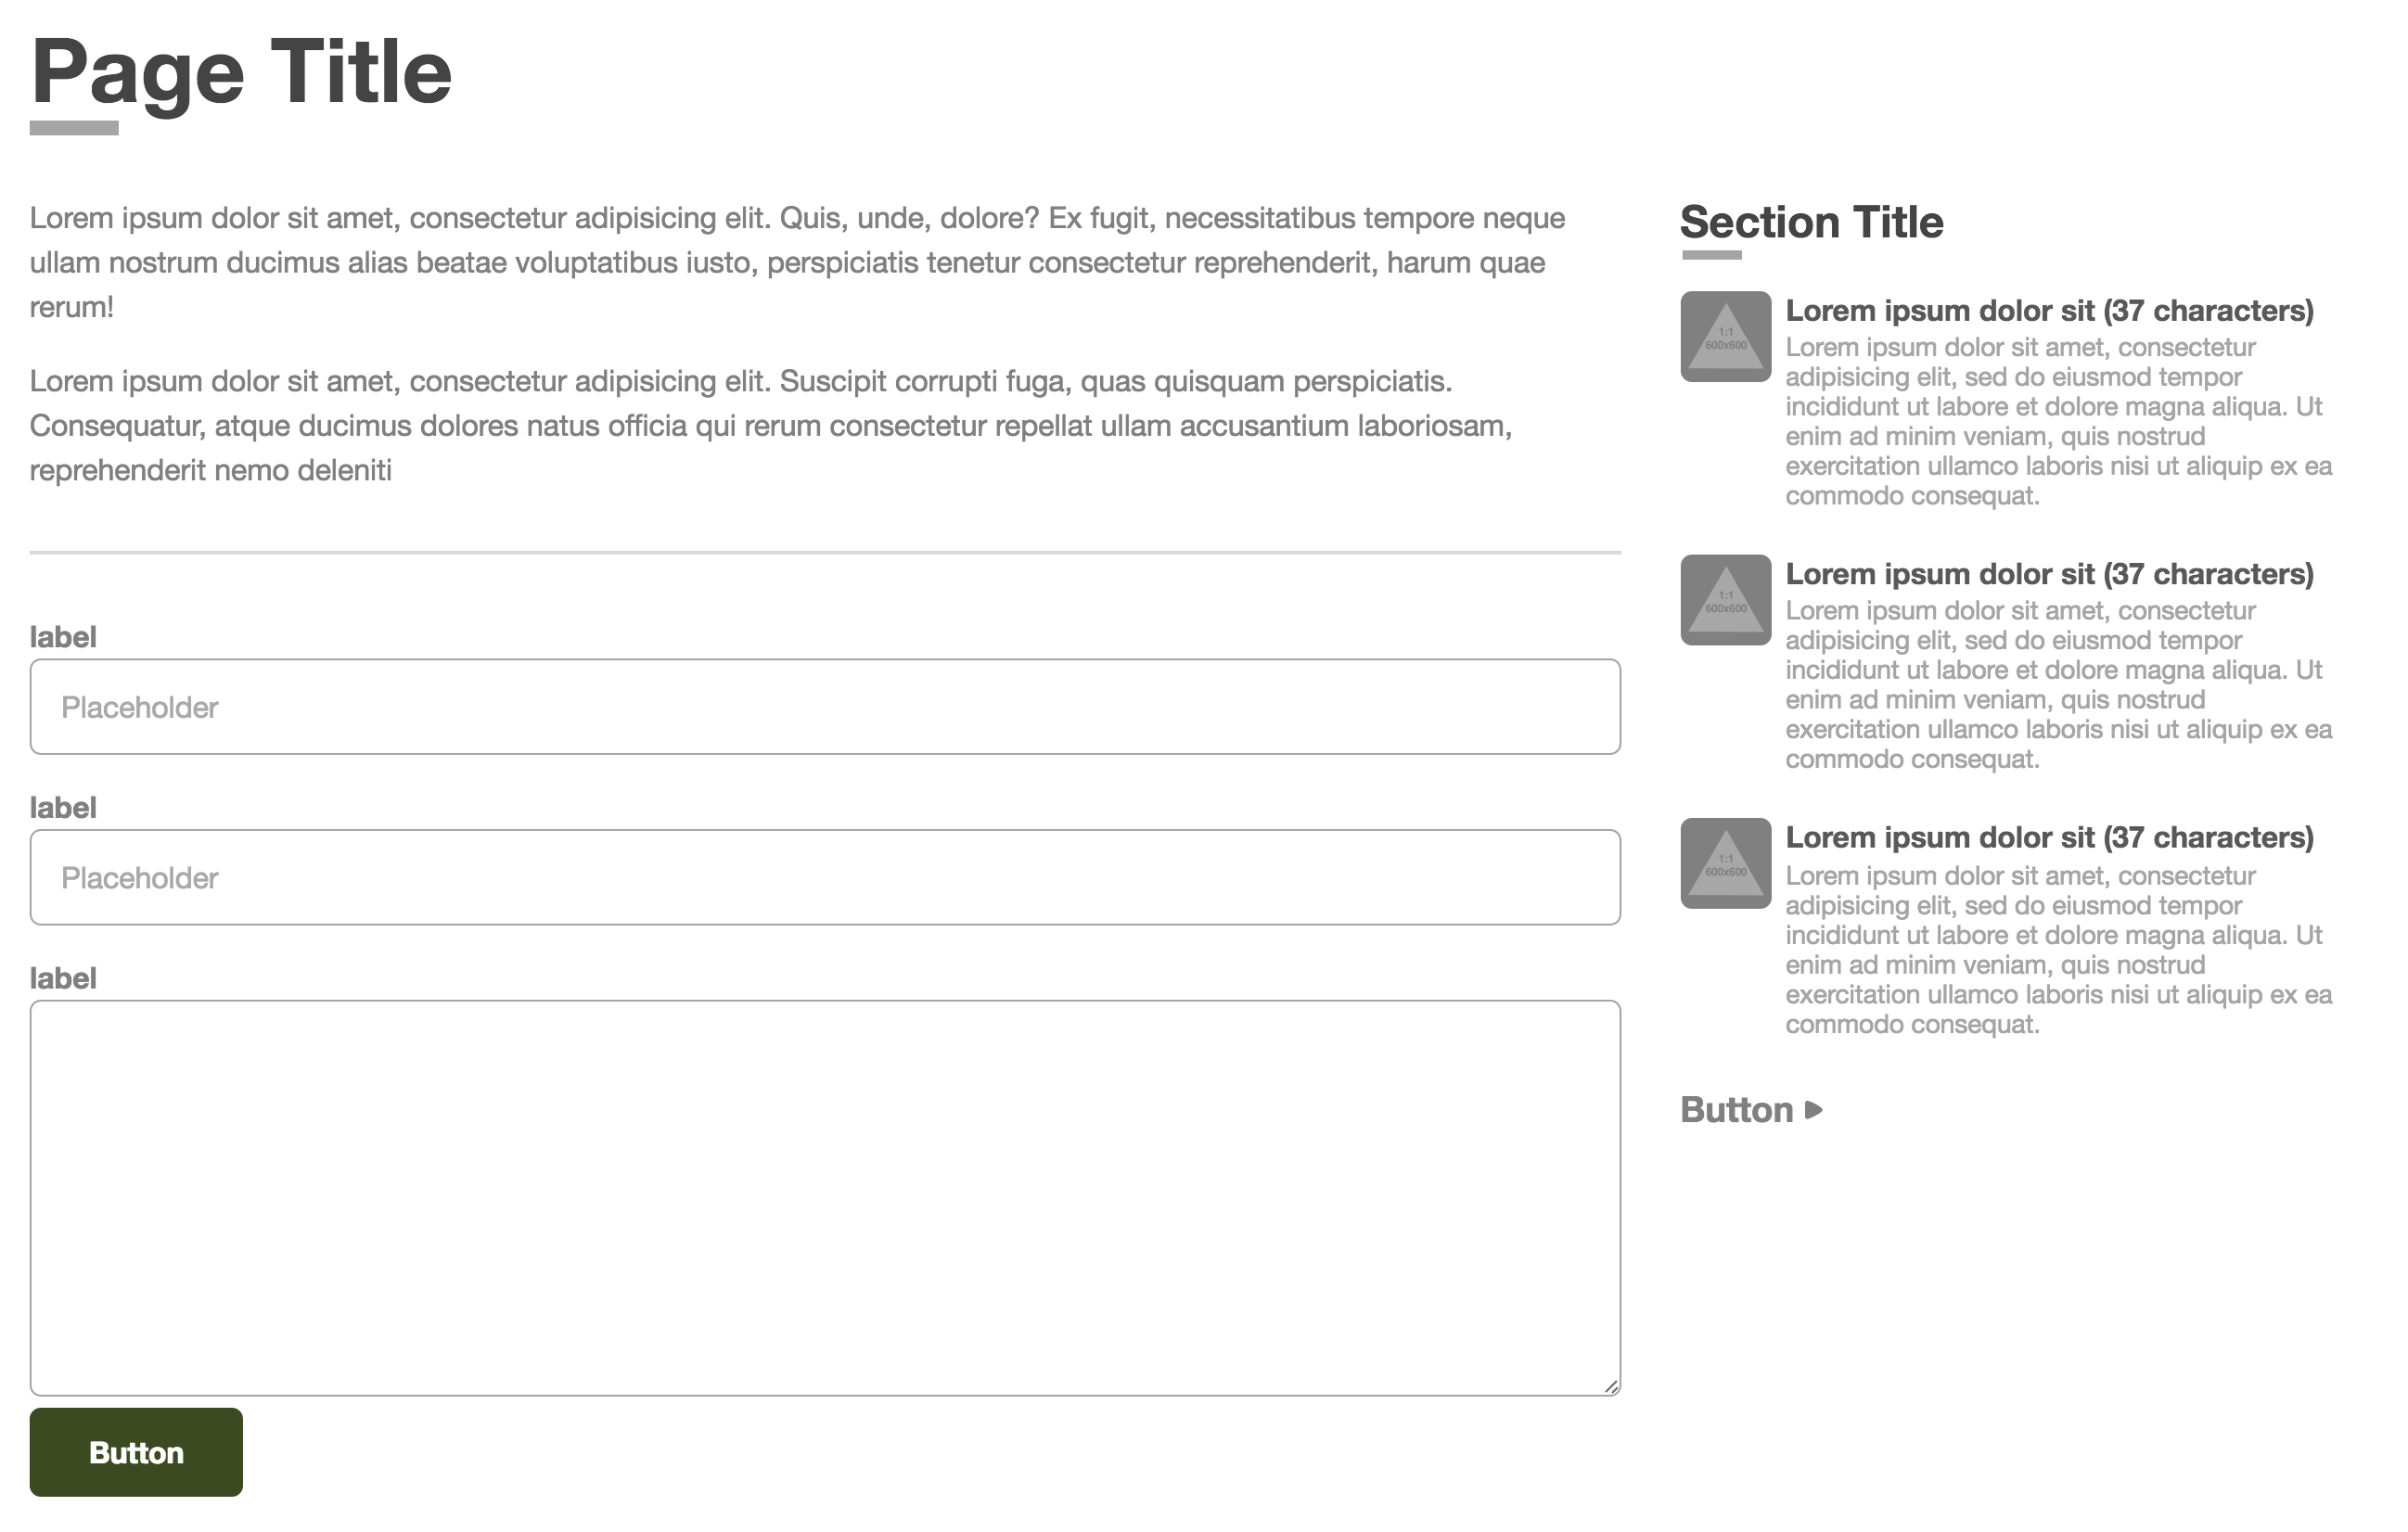 Page Title
Lorem ipsum dolor sit amet, consectetur adipisicing elit. Quis, unde, dolore? Ex fugit, necessitatibus tempore neque
ullam nostrum ducimus alias beatae voluptatibus iusto, perspiciatis tenetur consectetur reprehenderit, harum quae
rerum!
Lorem ipsum dolor sit amet, consectetur adipisicing elit. Suscipit corrupti fuga, quas quisquam perspiciatis.
Consequatur, atque ducimus dolores natus officia qui rerum consectetur repellat ullam accusantium laboriosam,
reprehenderit nemo deleniti
label
Placeholder
label
Placeholder
label
Button
Section Title
1:1
600x600
Lorem ipsum dolor sit (37 characters)
Lorem ipsum dolor sit amet, consectetur
adipisicing elit, sed do eiusmod tempor
incididunt ut labore et dolore magna aliqua. Ut
enim ad minim veniam, quis nostrud
exercitation ullamco laboris nisi ut aliquip ex ea
commodo consequat.
1:1
600x600
Lorem ipsum dolor sit (37 characters)
Lorem ipsum dolor sit amet, consectetur
adipisicing elit, sed do eiusmod tempor
incididunt ut labore et dolore magna aliqua. Ut
enim ad minim veniam, quis nostrud
exercitation ullamco laboris nisi ut aliquip ex ea
commodo consequat.
1:1
600x600
Lorem ipsum dolor sit (37 characters)
Lorem ipsum dolor sit amet, consectetur
adipisicing elit, sed do eiusmod tempor
incididunt ut labore et dolore magna aliqua. Ut
enim ad minim veniam, quis nostrud
exercitation ullamco laboris nisi ut aliquip ex ea
commodo consequat.
Button